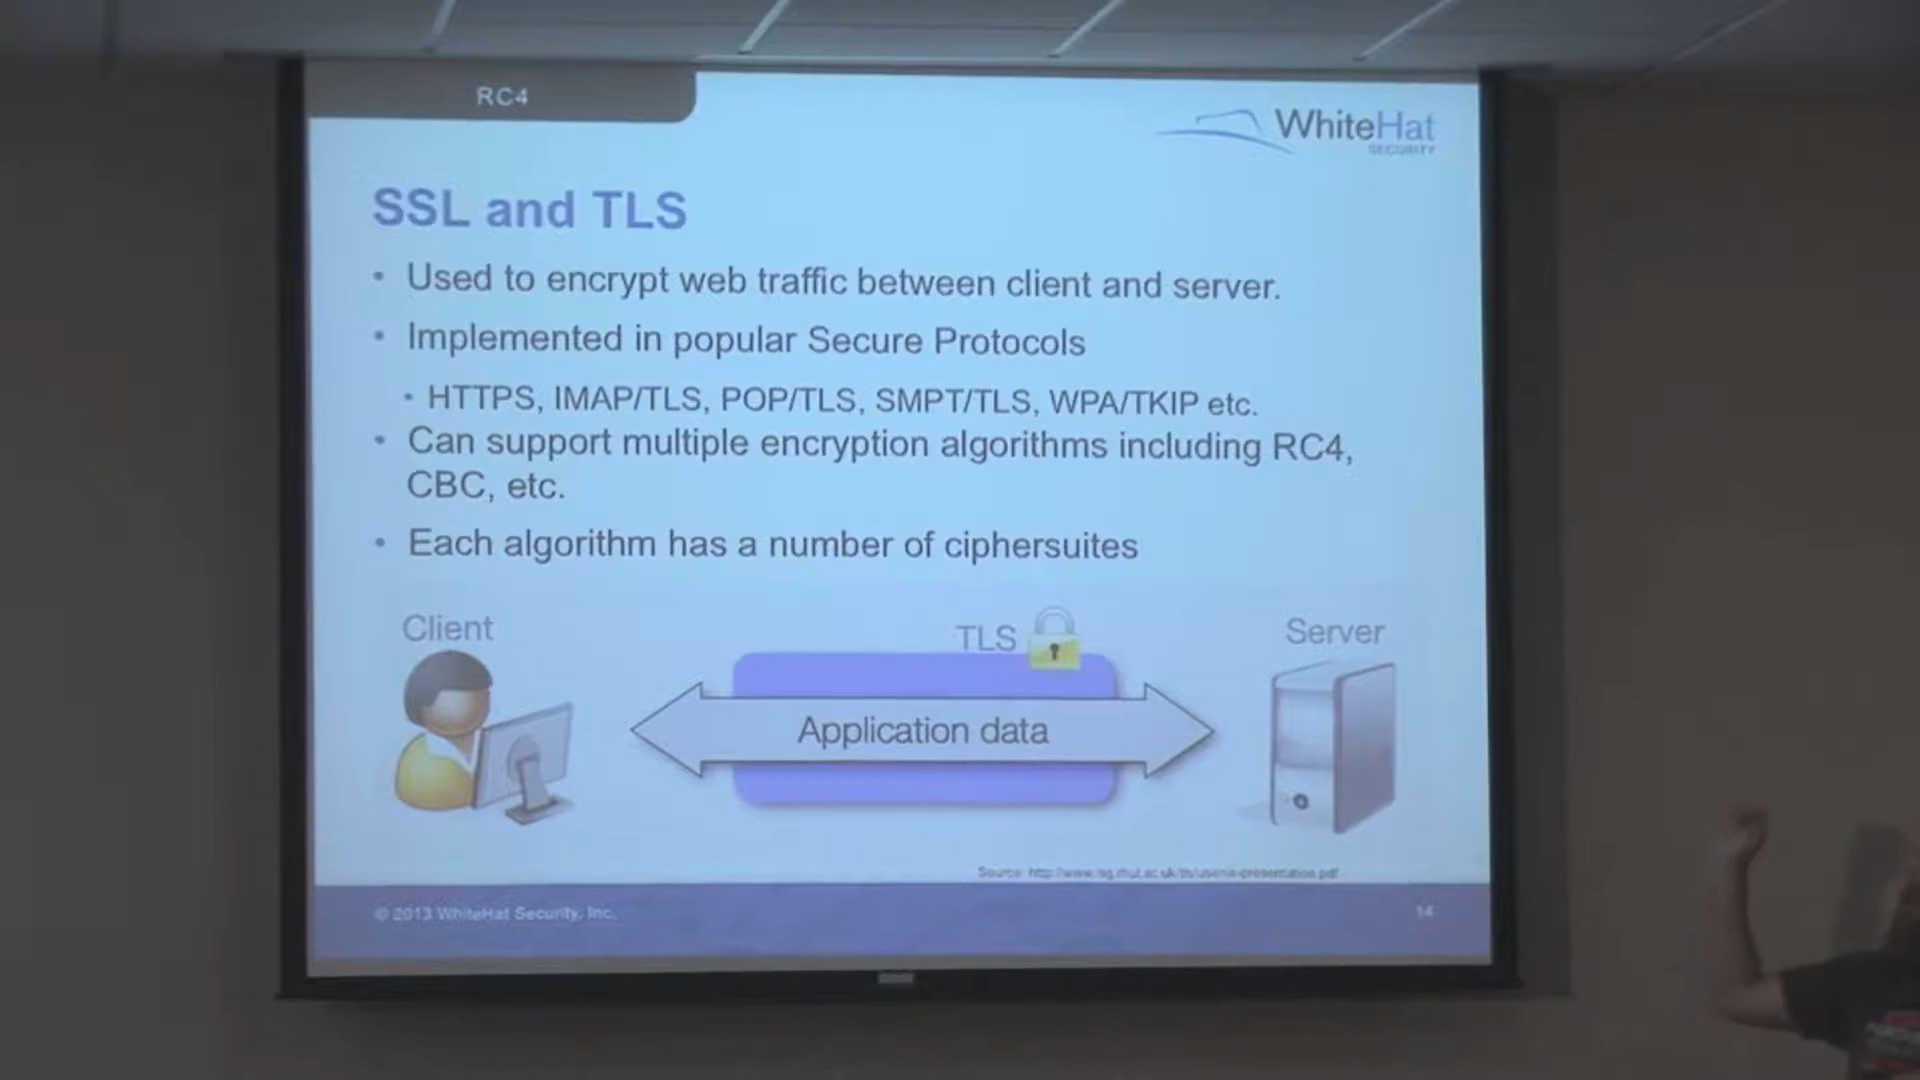 RC4
WhiteHat
SECURITY
SSL and TLS
• Used to encrypt web traffic between client and server.
• Implemented in popular Secure Protocols
• HTTPS, IMAP/TLS, POP/TLS, SMPT/TLS, WPA/TKIP etc.
• Can support multiple encryption algorithms including RC4,
CBC, etc.
• Each algorithm has a number of ciphersuites
Client
TLS
Server
Application data
Source:
© 2013 WhiteHat Security, Inc.
14